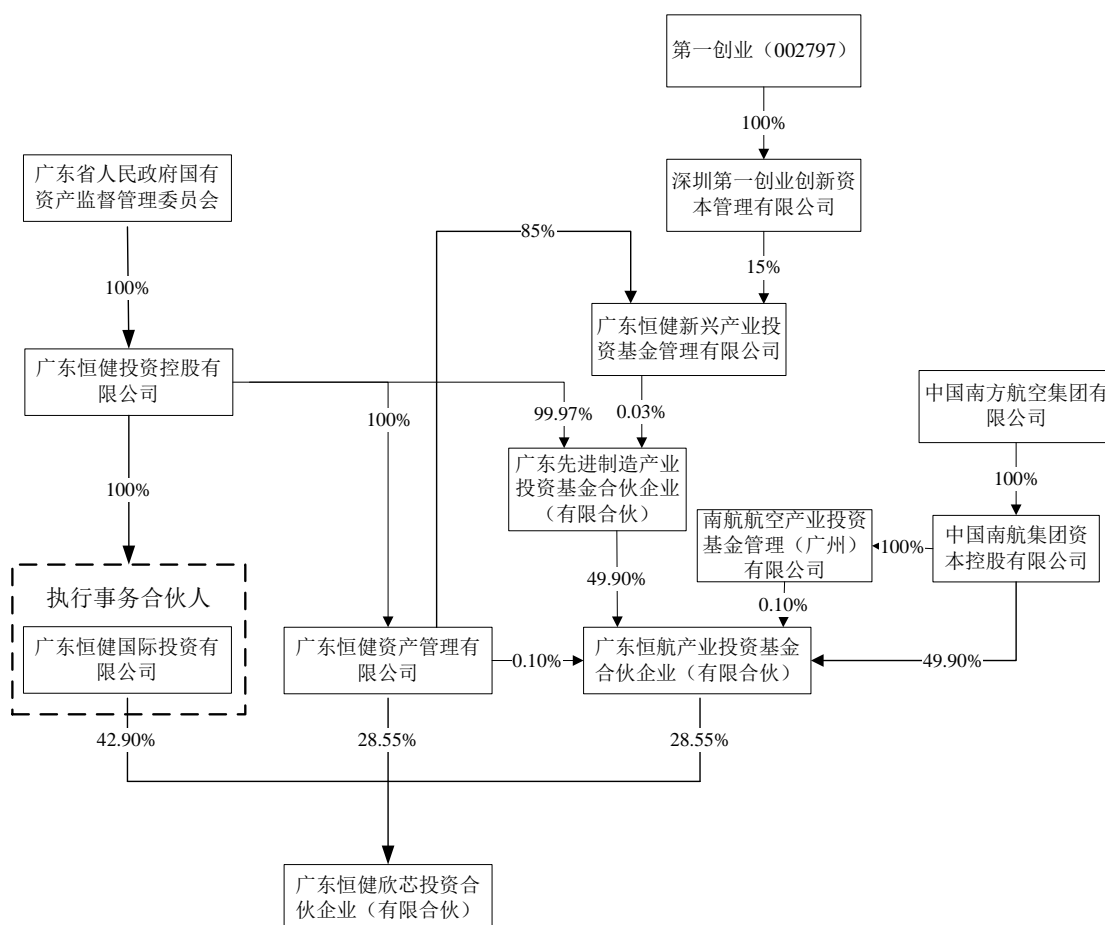 第一创业（002797）
100%
广东省人民政府国有
资产监督管理委员会
深圳第一创业创新资
本管理有限公司
85%
15%
100%
广东恒健新兴产业投
资基金管理有限公司
广东恒健投资控股有
限公司
中国南方航空集团有
限公司
99.97%
0.03%
100%
广东先进制造产业
投资基金合伙企业
（有限合伙）
100%
100%
南航航空产业投资
基金管理（广州）
有限公司
100%
中国南航集团资
本控股有限公司
49.90%
执行事务合伙人
0.10%
广东恒健国际投资有
限公司
广东恒健资产管理有
限公司
0.10%
广东恒航产业投资基金
合伙企业（有限合伙）
49.90%
42.90%
28.55%
28.55%
广东恒健欣芯投资合
伙企业（有限合伙）